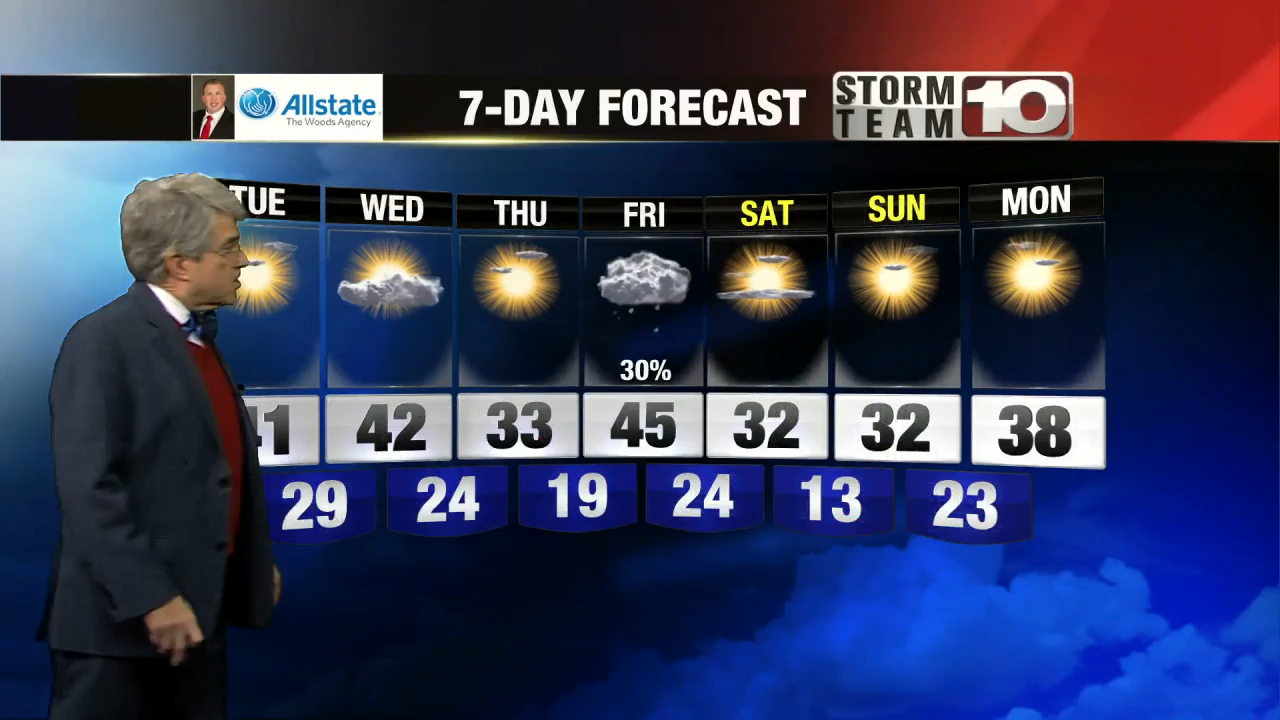 Allstate
The Woods Agency
7-DAY FORECAST
STORM
TEAM
10
TUE WED THU FRI SAT SUN MON
30%
41 42 33 45 32 32 38
29 24 19 24 13 23